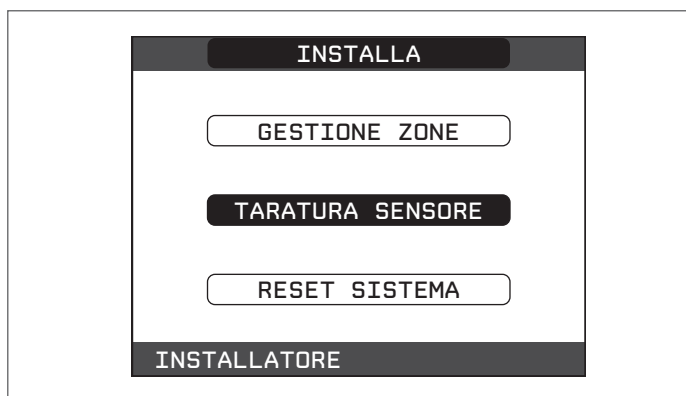 INSTALLA
GESTIONE ZONE
TARATURA SENSORE
RESET SISTEMA
INSTALLATORE